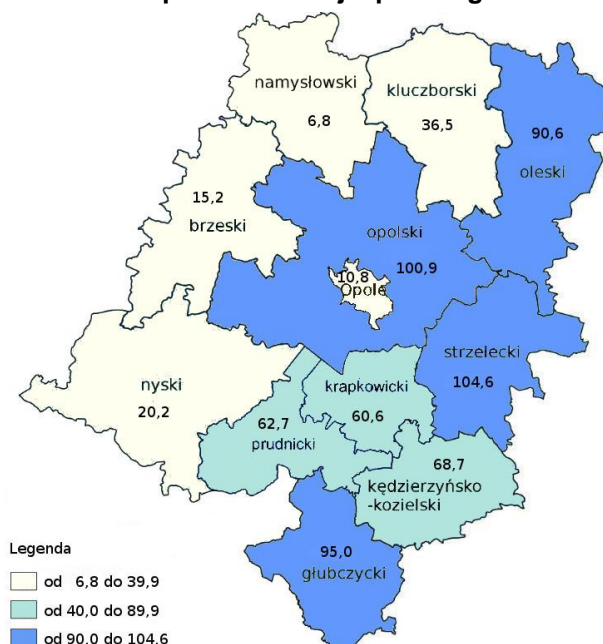 namysłowski
6,8
kluczborski
36,5
90,6
oleski
15,2
brzeski
opolski
100,9
10,8
Opole
strzelecki
104,6
nyski
20,2
krapkowicki
60,6
62,7
prudnicki
68,7
kędzierzyńsko
-kozielski
95,0
głubczycki
Legenda
od 6,8 do 39,9
od 40,0 do 89,9
od 90,0 do 104,6